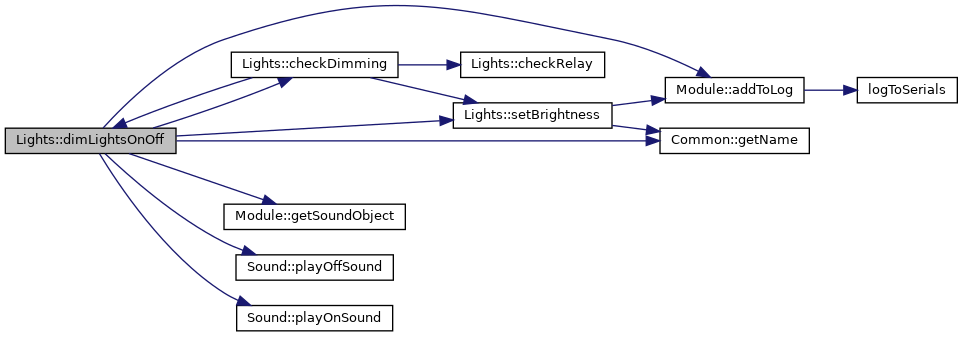 Lights::dimLightsOnOff
Lights::checkDimming
Lights::checkRelay
Lights::setBrightness
Module::addToLog
logToSerials
Common::getName
Module::getSoundObject
Sound::playOffSound
Sound::playOnSound